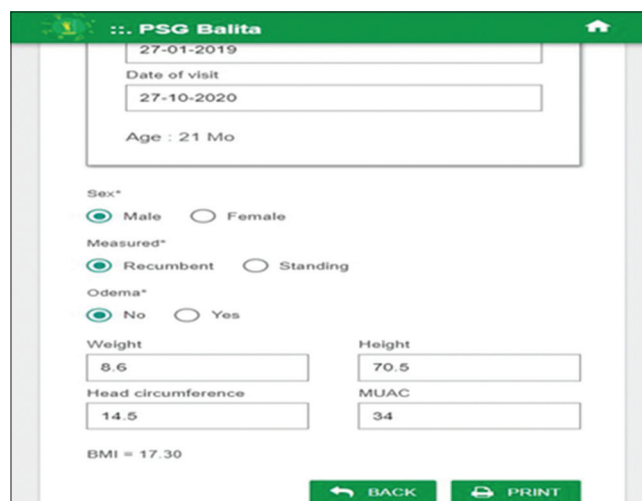 ::. PSG Balita
27-01-2019
Date of visit
27-10-2020
Age : 21 Mo
Sex*
Male Female
Measured*
Recumbent Standing
Odema*
No Yes
Weight Height
8.6 70.5
Head circumference MUAC
14.5 34
BMI = 17.30
BACK PRINT